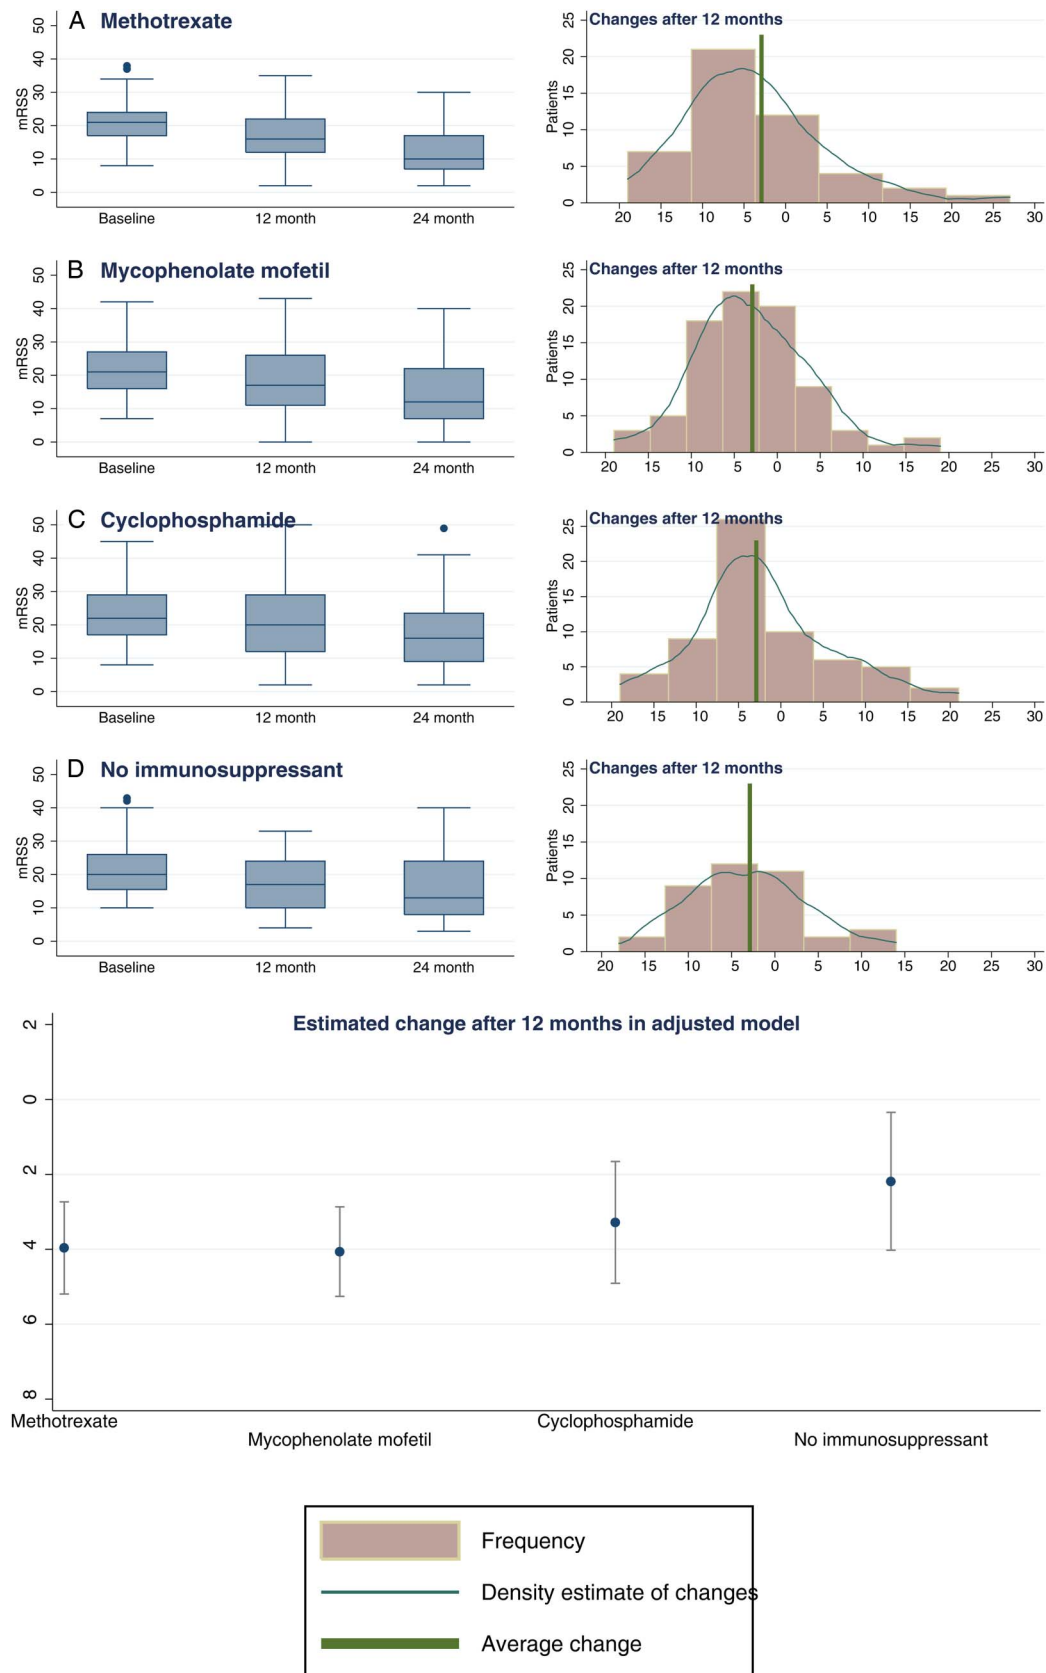 A Methotrexate
mRSS
50
40
30
20
10
0
Baseline 12 month 24 month
Changes after 12 months
Patients
25
20
15
10
5
0
20 15 10 5 0 5 10 15 20 25 30
B Mycophenolate mofetil
mRSS
50
40
30
20
10
0
Baseline 12 month 24 month
Changes after 12 months
Patients
25
20
15
10
5
0
20 15 10 5 0 5 10 15 20 25 30
C Cyclophosphamide
mRSS
50
40
30
20
10
0
Baseline 12 month 24 month
Changes after 12 months
Patients
25
20
15
10
5
0
20 15 10 5 0 5 10 15 20 25 30
D No immunosuppressant
mRSS
50
40
30
20
10
0
Baseline 12 month 24 month
Changes after 12 months
Patients
25
20
15
10
5
0
20 15 10 5 0 5 10 15 20 25 30
Estimated change after 12 months in adjusted model
2
0
2
4
6
8
Methotrexate
Mycophenolate mofetil
Cyclophosphamide
No immunosuppressant
Frequency
Density estimate of changes
Average change